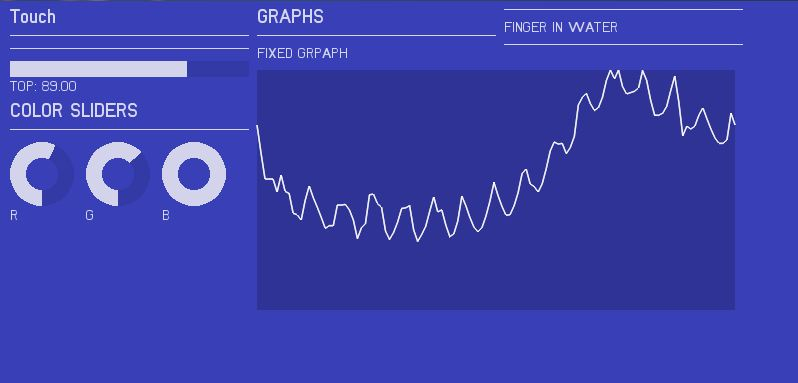 Touch
TOP: 89.00
COLOR SLIDERS
R
G
B
GRAPHS
FIXED GRPAPH
FINGER IN WATER